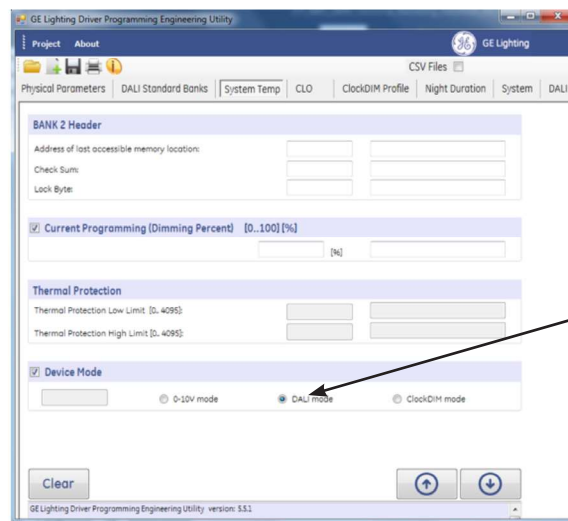 GE Lighting Driver Programming Engineering Utility
Project About
GE Lighting
CSV Files
Physical Parameters DALI Standard Banks System Temp CLO ClockDIM Profile Night Duration System DALI
BANK 2 Header
Address of last accessible memory location:
Check Sum:
Lock Byte:
Current Programming (Dimming Percent) [0..100] [%]
[%]
Thermal Protection
Thermal Protection Low Limit [0.. 4095]:
Thermal Protection High Limit [0.. 4095]:
Device Mode
0-10V mode DALI mode ClockDIM mode
Clear
GE Lighting Driver Programming Engineering Utility version: 3.5.1